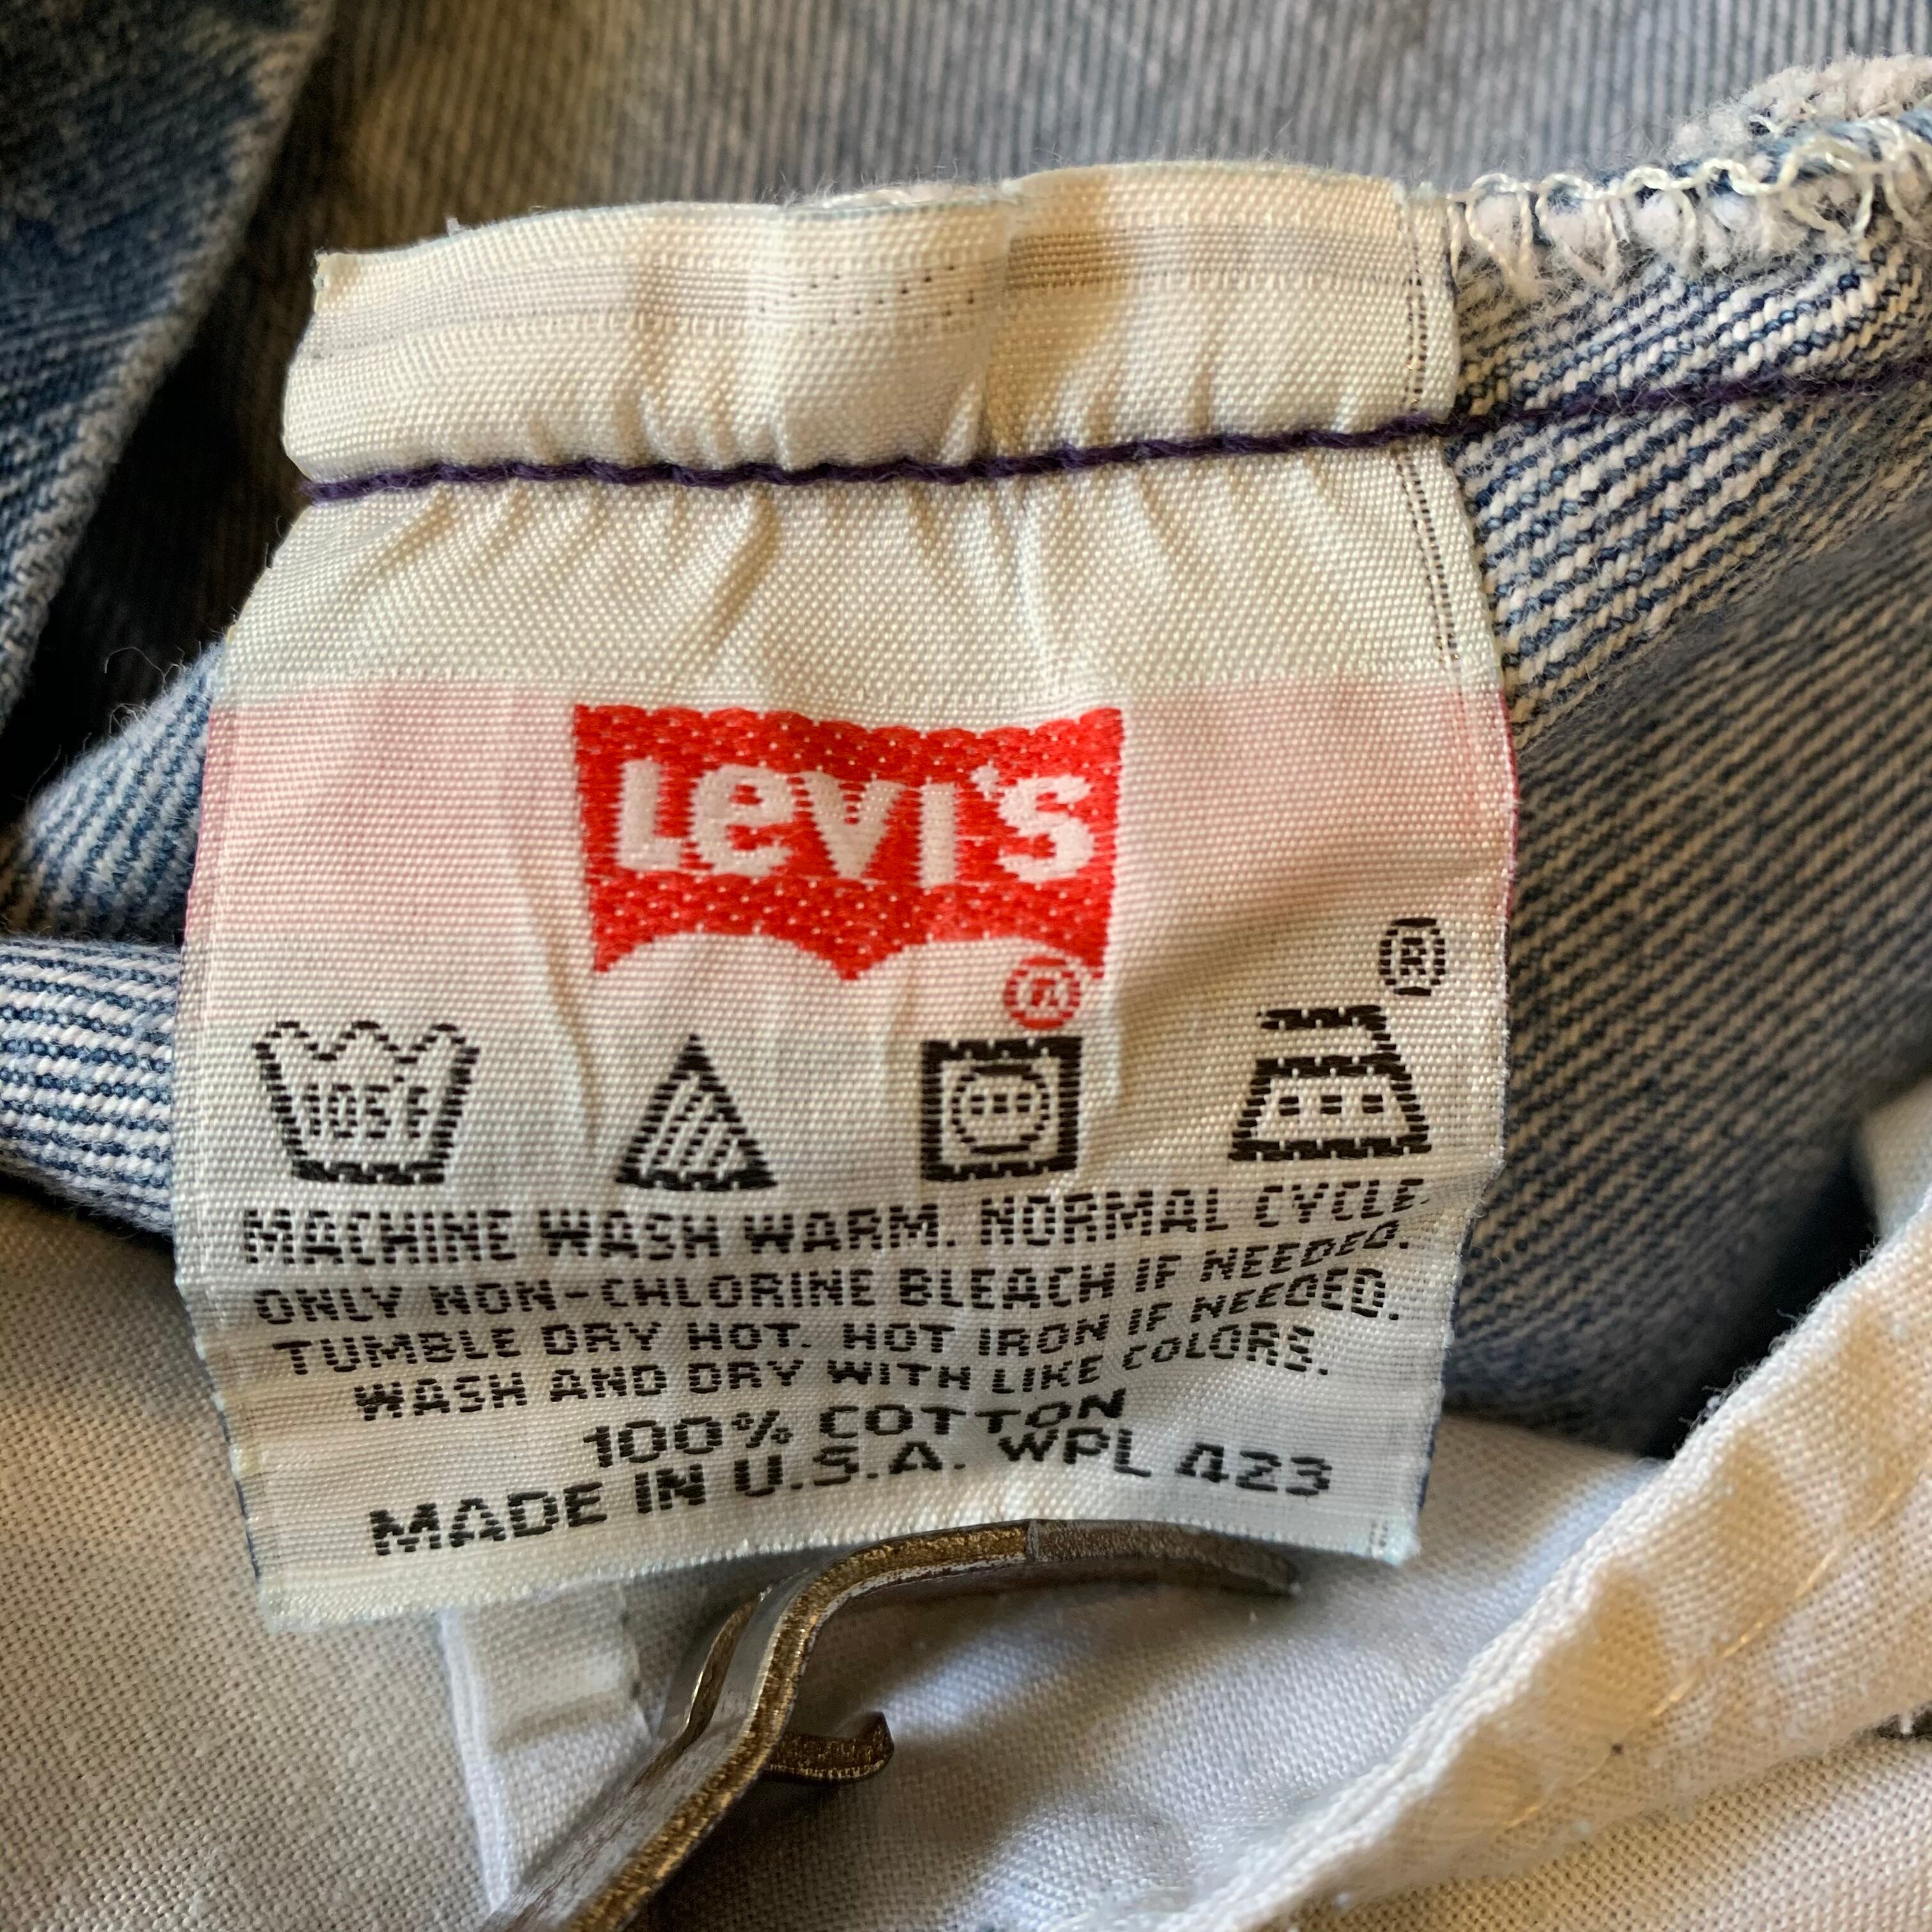 Levi's
®
®
105°F
MACHINE WASH WARM. NORMAL CYCLE.
ONLY NON-CHLORINE BLEACH IF NEEDED.
TUMBLE DRY HOT. HOT IRON IF NEEDED.
WASH AND DRY WITH LIKE COLORS.
100% COTTON
MADE IN U.S.A. WPL 423